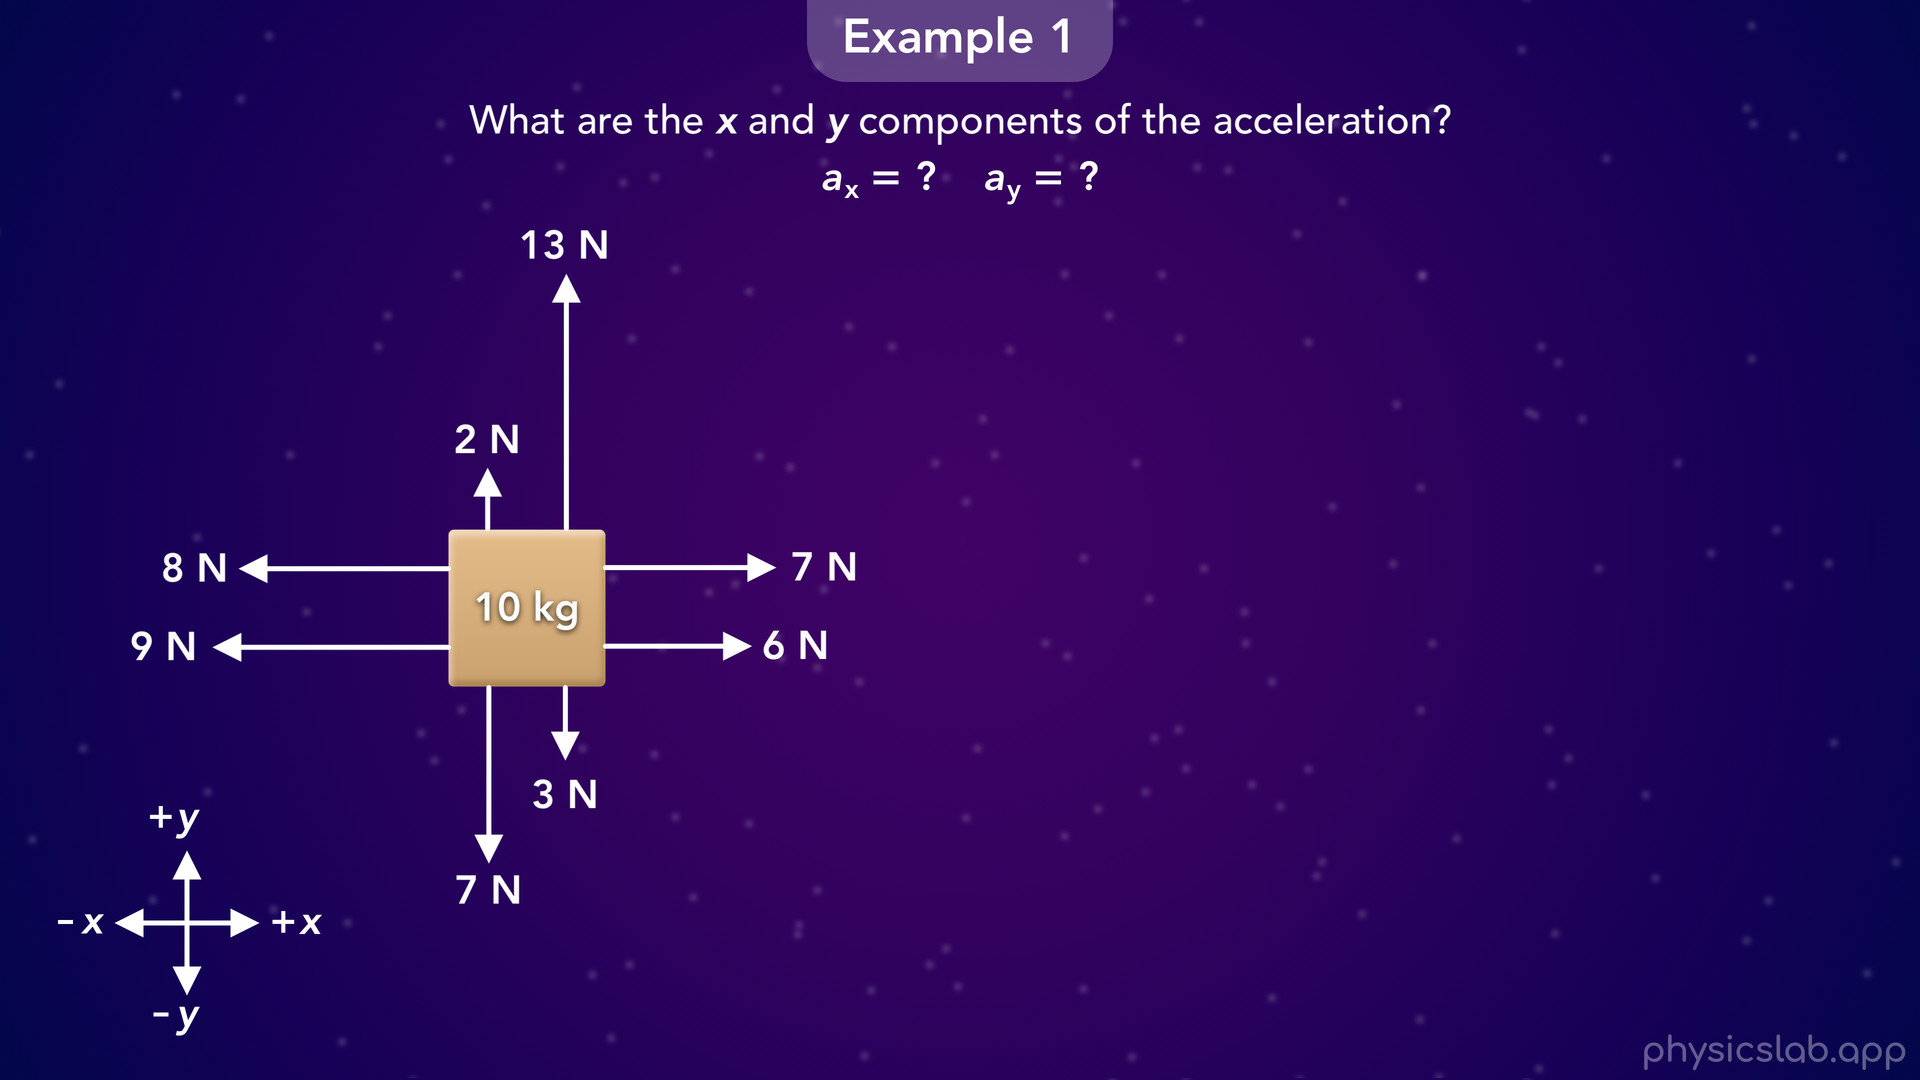 Example 1
What are the x and y components of the acceleration?
ax = ? ay = ?
13 N
2 N
8 N
7 N
10 kg
9 N
6 N
3 N
7 N
+y
-x
+x
-y
physicslab.app